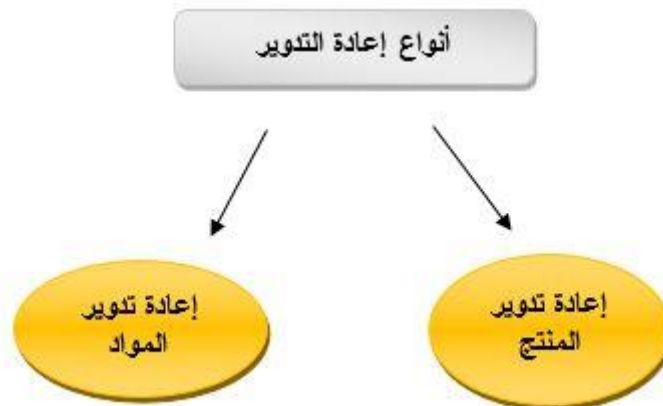 أنواع إعادة التدوير
إعادة تدوير
المنتج
إعادة تدوير
المواد